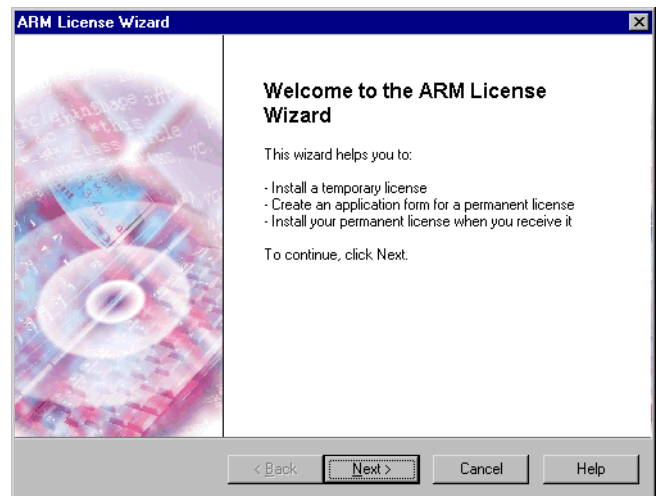 ARM License Wizard
Welcome to the ARM License
Wizard
This wizard helps you to:
- Install a temporary license
- Create an application form for a permanent license
- Install your permanent license when you receive it
To continue, click Next.
< Back
Next >
Cancel
Help